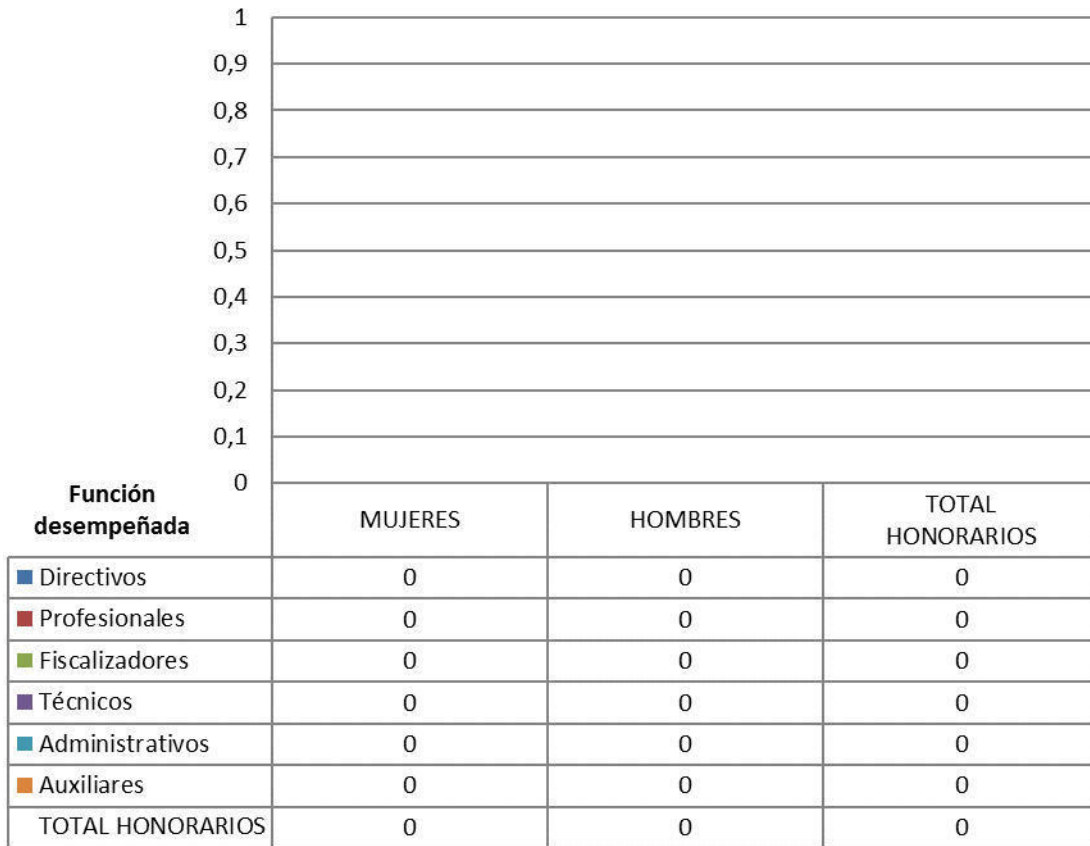 1
0,9
0,8
0,7
0,6
0,5
0,4
0,3
0,2
0,1
0
Función
desempeñada
MUJERES HOMBRES TOTAL
HONORARIOS
Directivos 0 0 0
Profesionales 0 0 0
Fiscalizadores 0 0 0
Técnicos 0 0 0
Administrativos 0 0 0
Auxiliares 0 0 0
TOTAL HONORARIOS 0 0 0